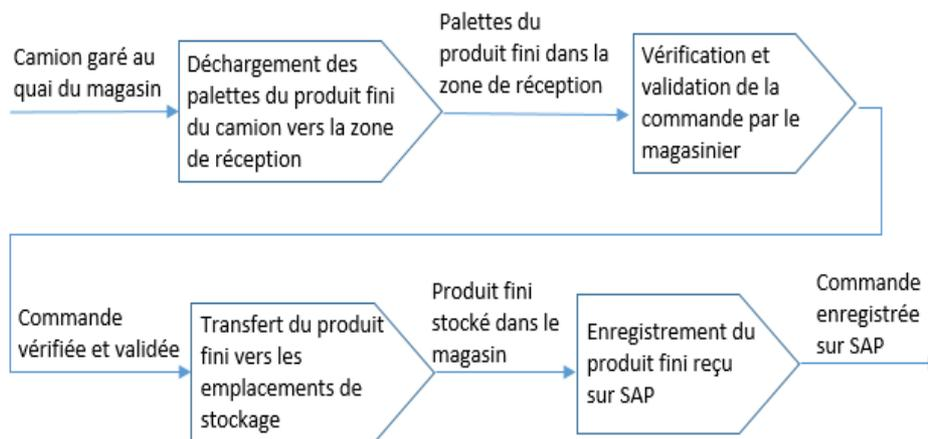 Camion garé au
quai du magasin
Déchargement des
palettes du produit fini
du camion vers la zone
de réception
Palettes du
produit fini dans la
zone de réception
Vérification et
validation de la
commande par le
magasinier
Commande
vérifiée et validée
Transfert du produit
fini vers les
emplacements de
stockage
Produit fini
stocké dans le
magasin
Enregistrement du
produit fini reçu
sur SAP
Commande
enregistrée
sur SAP